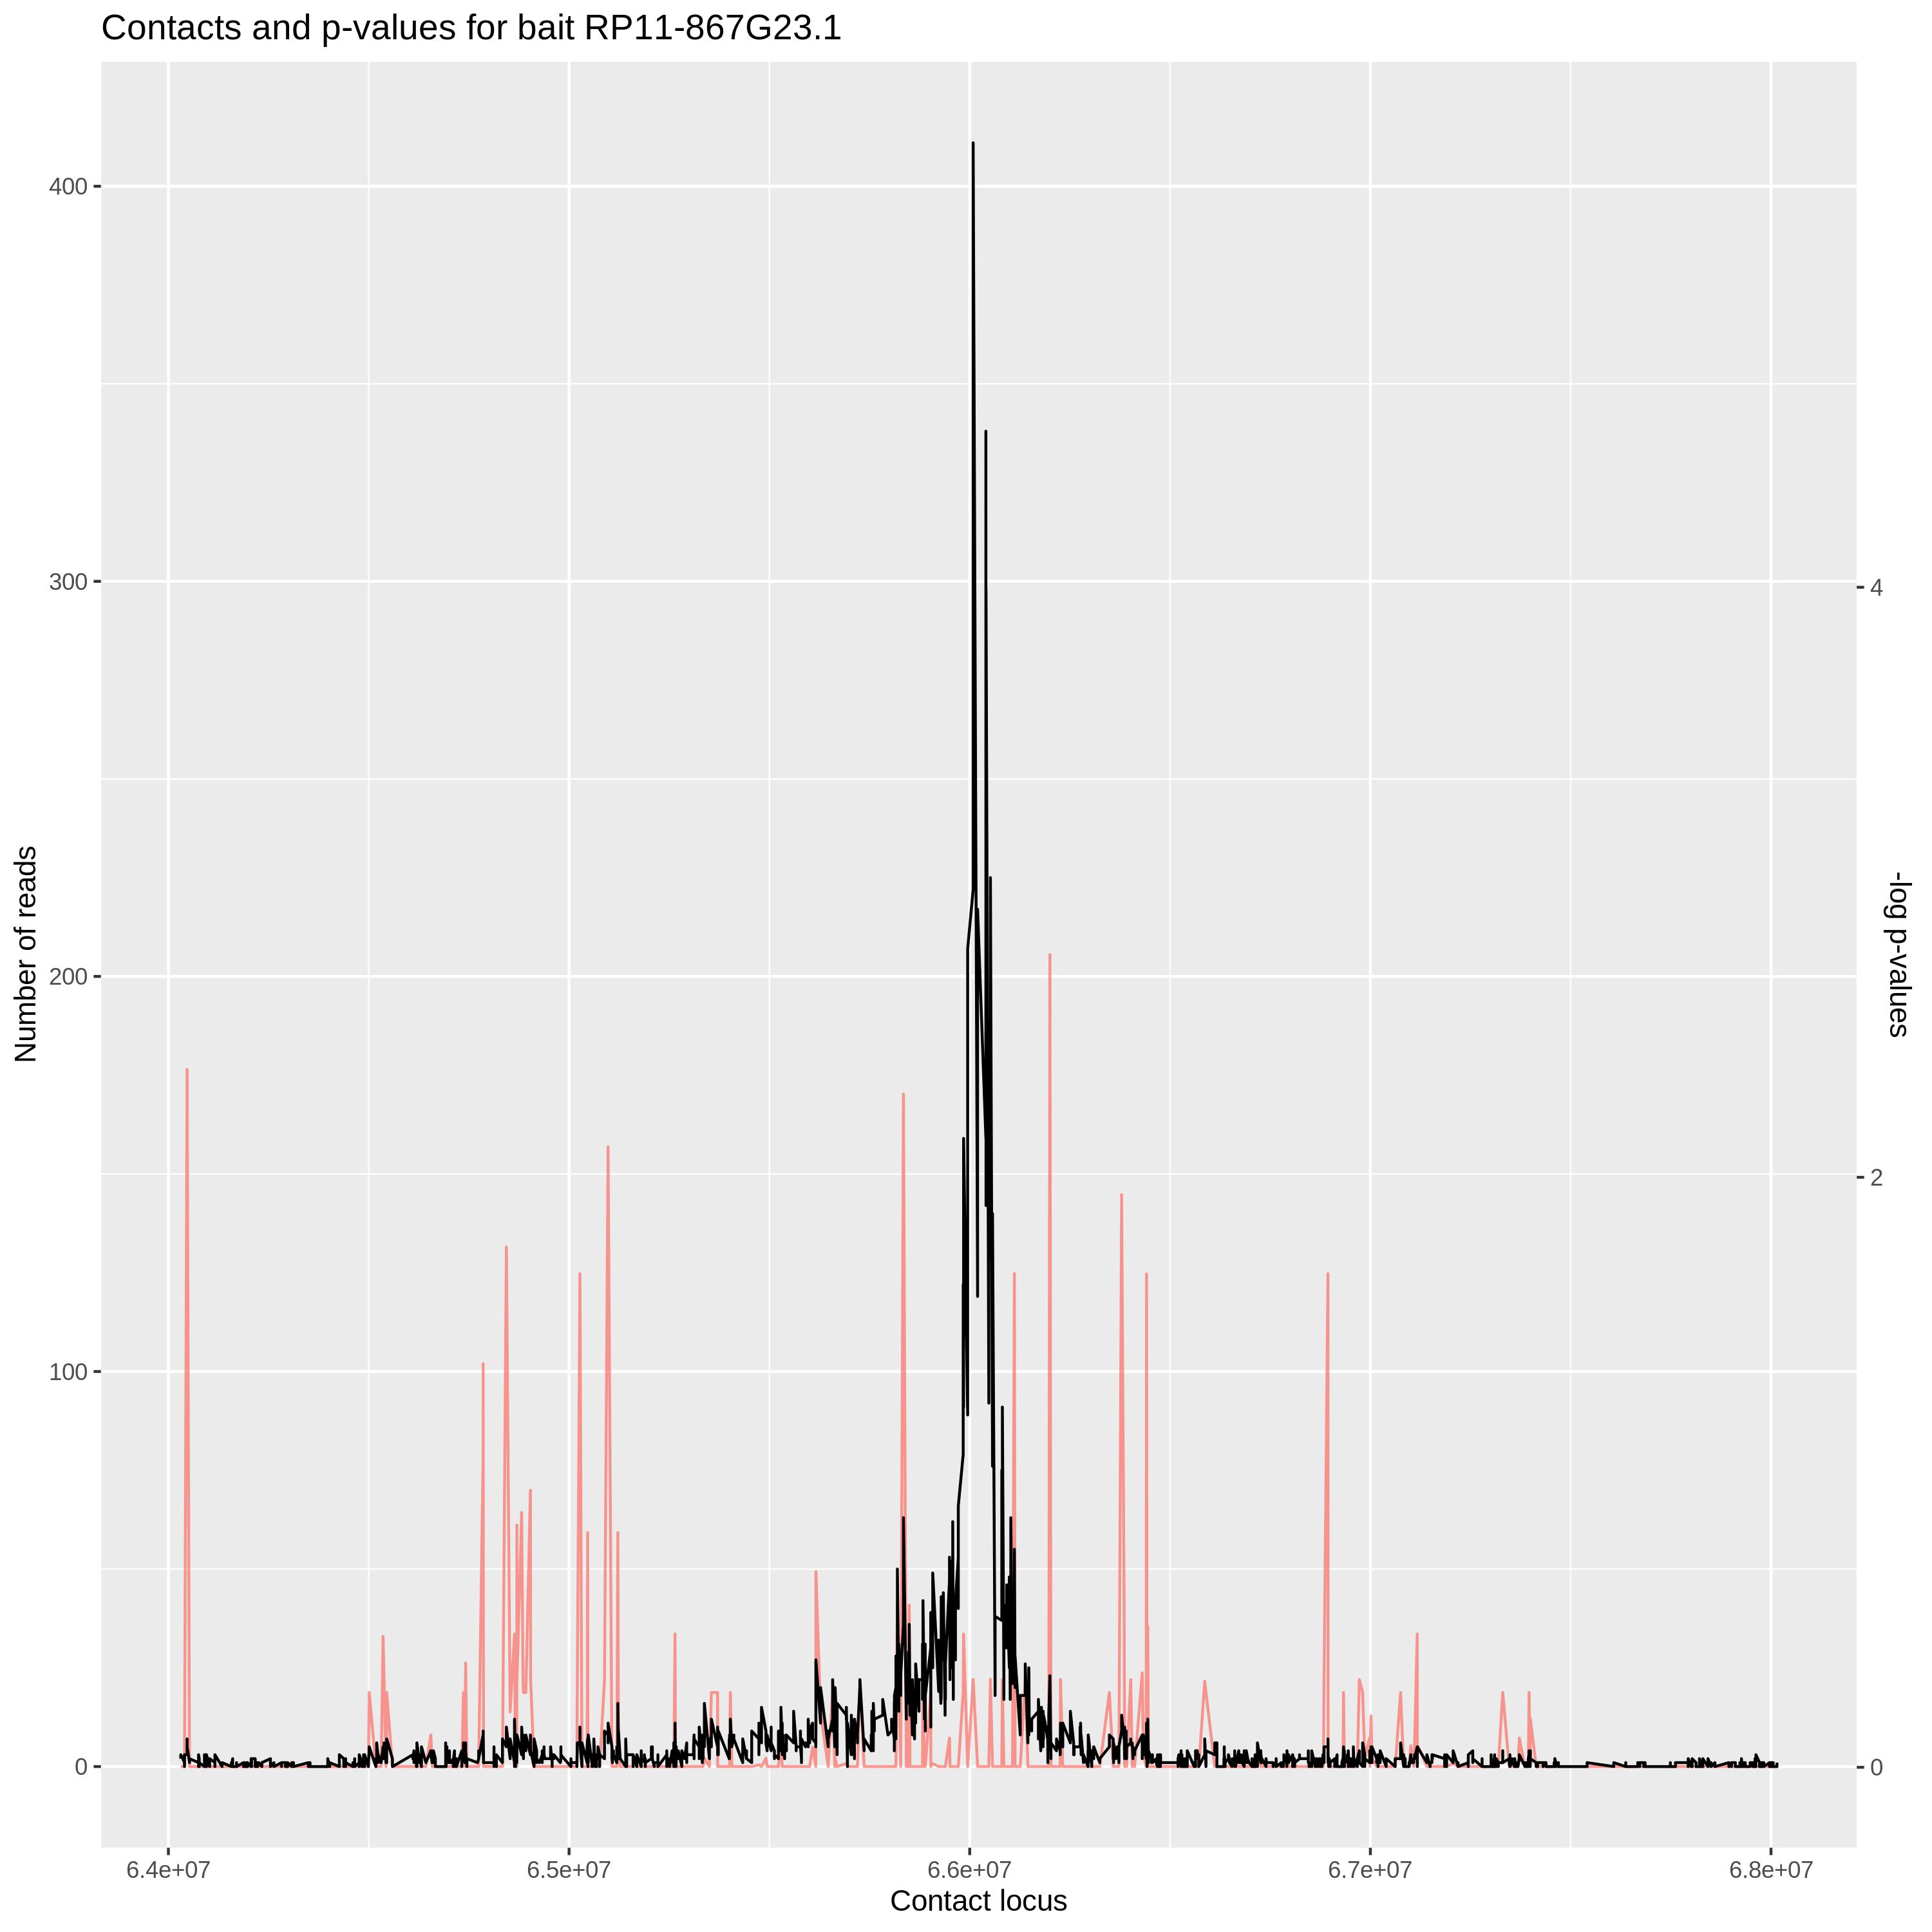 Contacts and p-values for bait RP11-867G23.1
Number of reads
400
300
200
100
0
4
2
0
-log p-values
6.4e+07 6.5e+07 6.6e+07 6.7e+07 6.8e+07
Contact locus